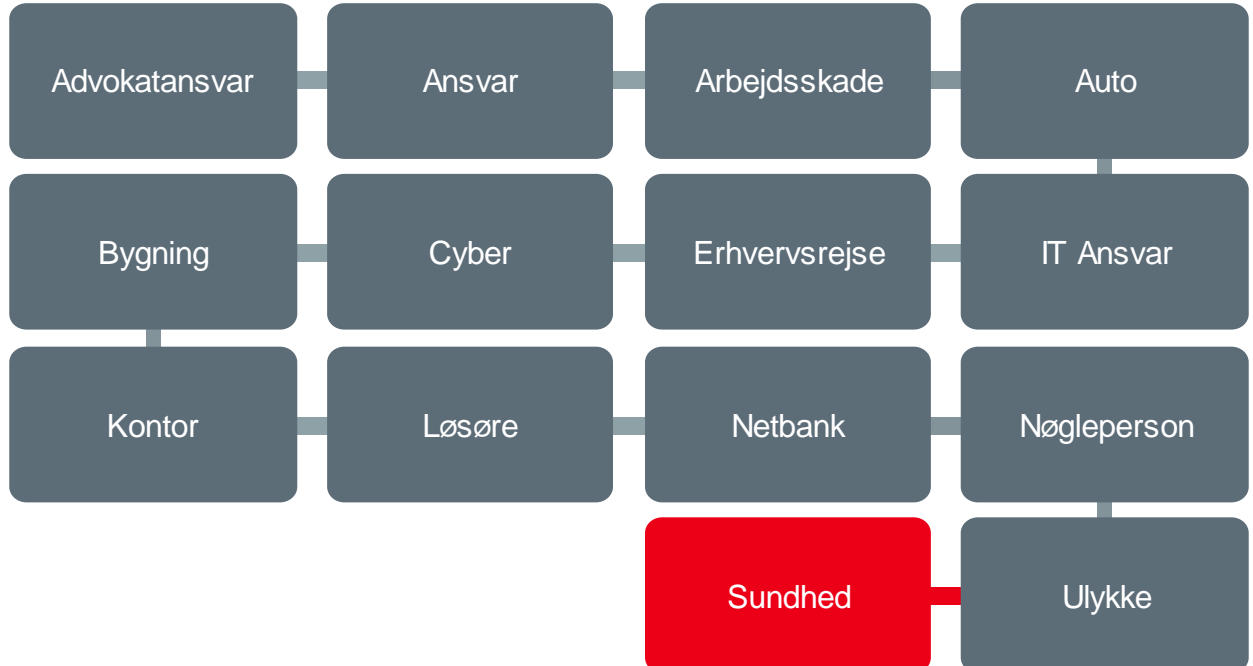 Advokatansvar
Ansvar
Arbejdsskade
Auto
Bygning
Cyber
Erhvervsrejse
IT Ansvar
Kontor
Løsøre
Netbank
Nøgleperson
Sundhed
Ulykke